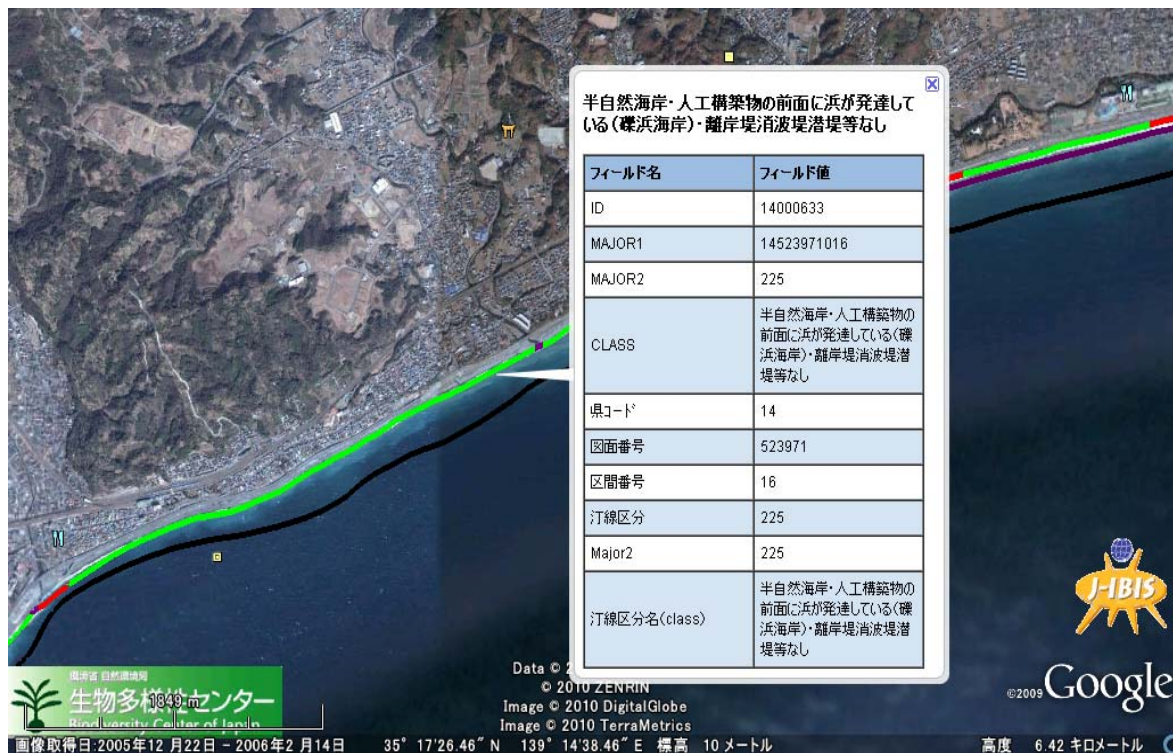 半自然海岸・人工構築物の前面に浜が発達して
いる(礫浜海岸)・離岸堤消波堤潜堤等なし
フィールド名 フィールド値
ID 14000633
MAJOR1 14523971016
MAJOR2 225
CLASS
半自然海岸・人工構築物の
前面に浜が発達している(礫
浜海岸)・離岸堤消波堤潜
堤等なし
県コード 14
図面番号 523971
区間番号 16
汀線区分 225
Major2 225
汀線区分名(class)
半自然海岸・人工構築物の
前面に浜が発達している(礫
浜海岸)・離岸堤消波堤潜
堤等なし
J-IBIS
環境省 自然環境局
生物多様性センター
Biodiversity Center of Japan
1849 m
Data © 2
© 2010 ZENRIN
Image © 2010 DigitalGlobe
Image © 2010 TerraMetrics
©2009 Google
画像取得日:2005年12月22日 - 2006年2月14日 35° 17'26.46" N 139° 14'38.46" E 標高 10 メートル 高度 6.42 キロメートル